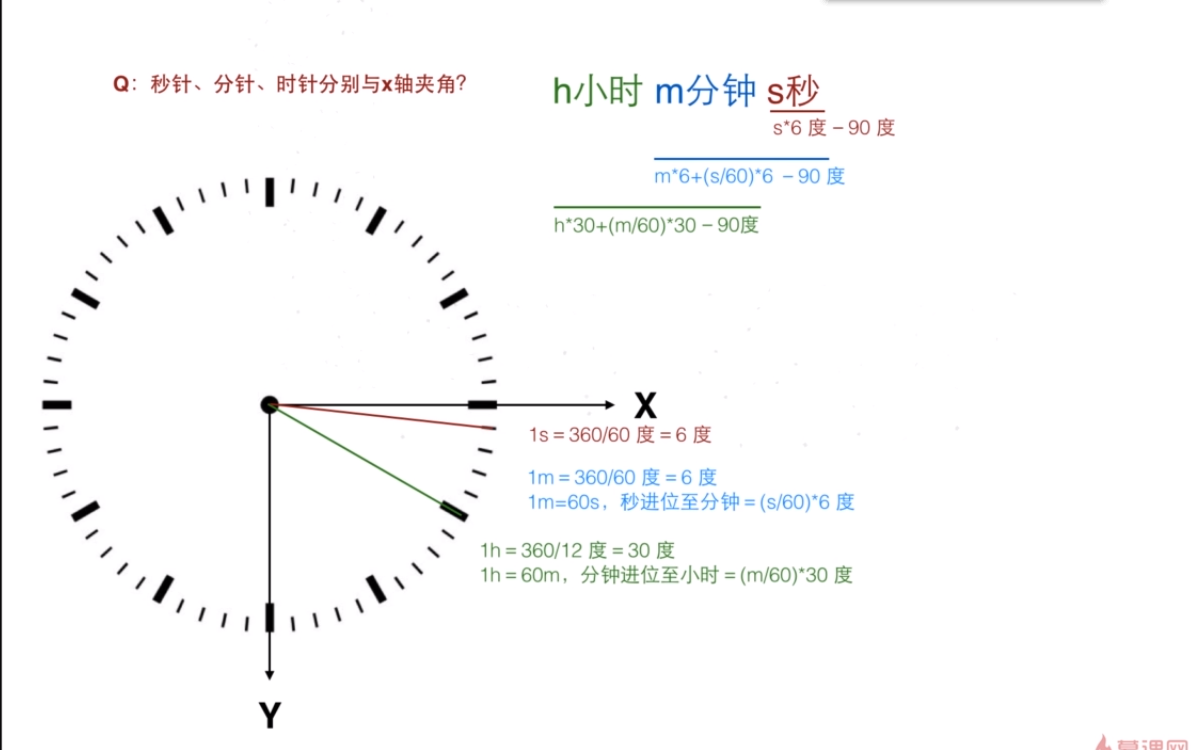 Q：秒针、分针、时针分别与x轴夹角?
h小时 m分钟 s秒
s*6 度 – 90 度
m*6+(s/60)*6 – 90 度
h*30+(m/60)*30 – 90度
X
1s = 360/60 度 = 6 度
1m = 360/60 度 = 6 度
1m=60s，秒进位至分钟 = (s/60)*6 度
1h = 360/12 度 = 30 度
1h = 60m，分钟进位至小时 = (m/60)*30 度
Y
慕课网